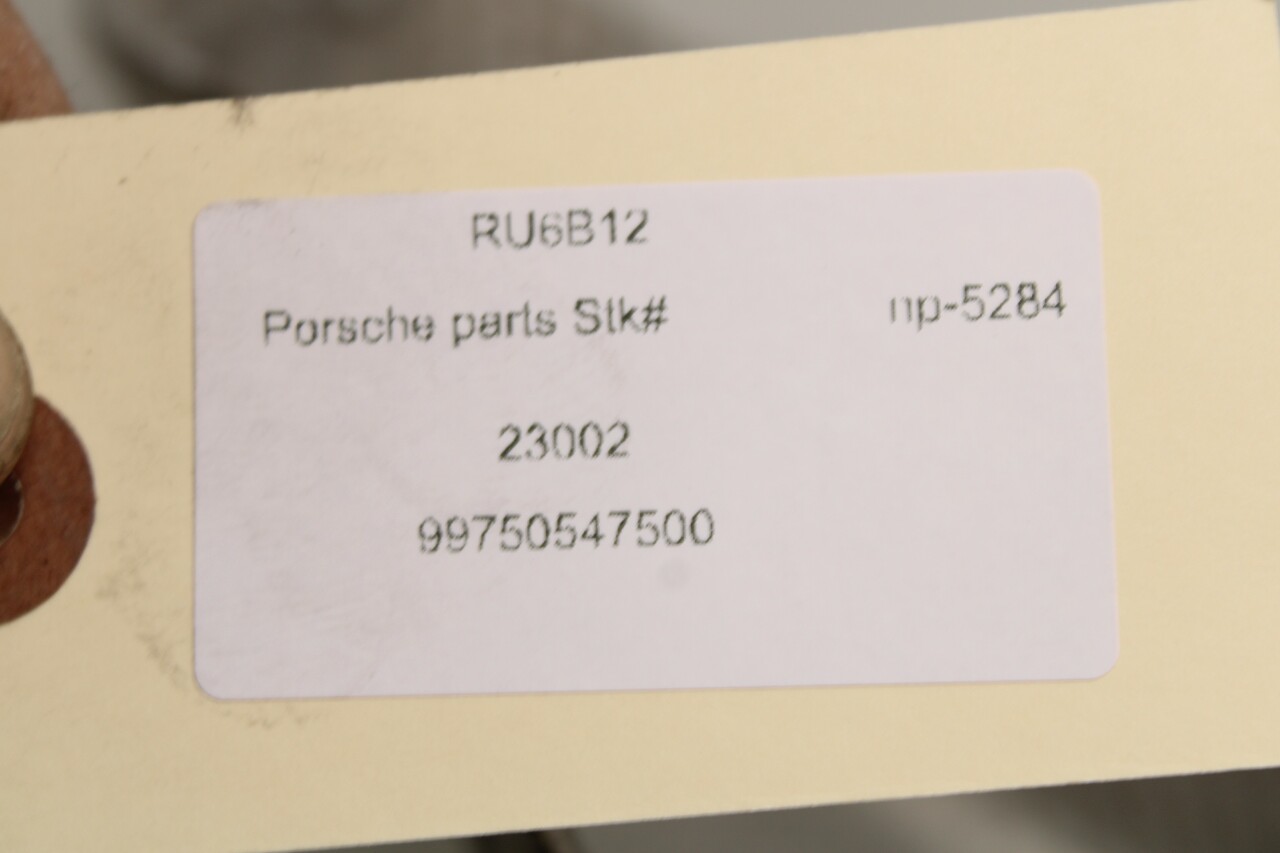 RU6B12
Porsche parts Stk# np-5284
23002
99750547500